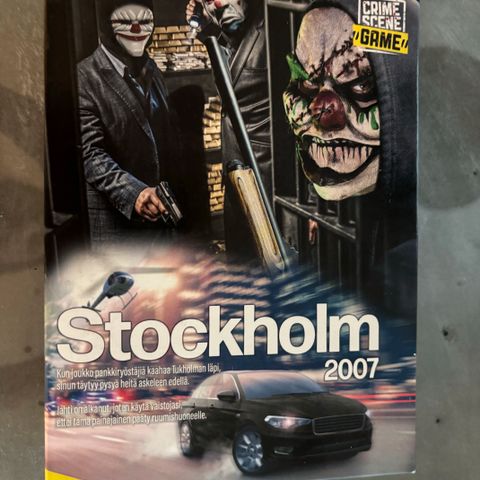 CRIME
SCENE
GAME
Stockholm
2007
Kun joukko pankkiryöstäjiä kaahaa Tukholman läpi,
sinun täytyy pysyä heitä askeleen edellä.
Jahti on alkanut, joten käytä vaistojasi,
ettei tämä painajainen pääty ruumishuoneelle.